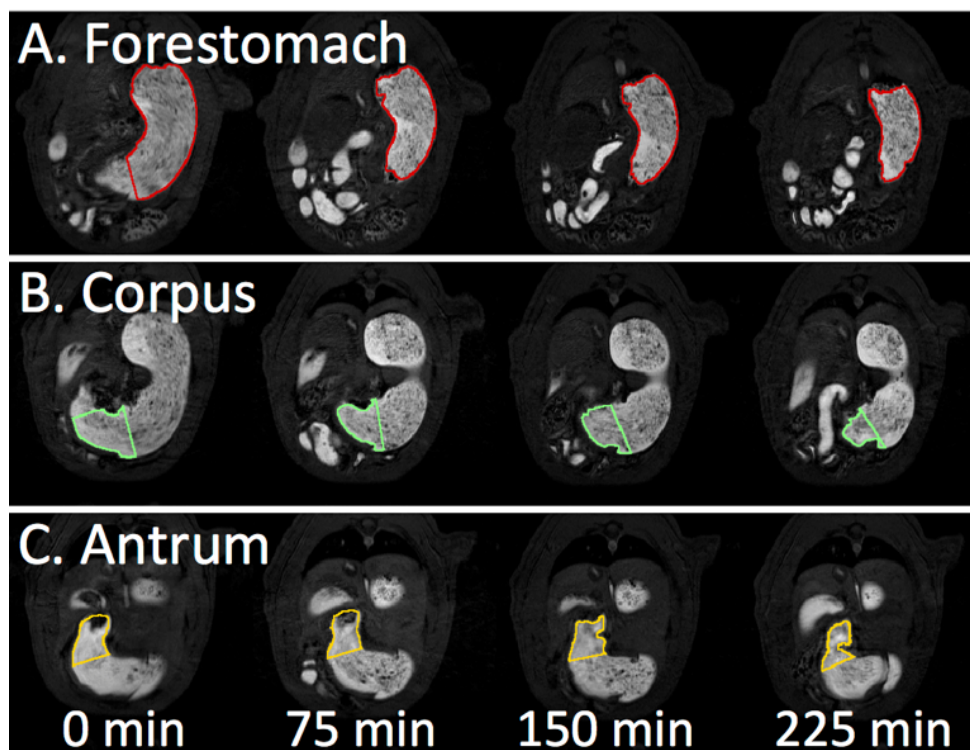 A. Forestomach
B. Corpus
C. Antrum
0 min
75 min
150 min
225 min